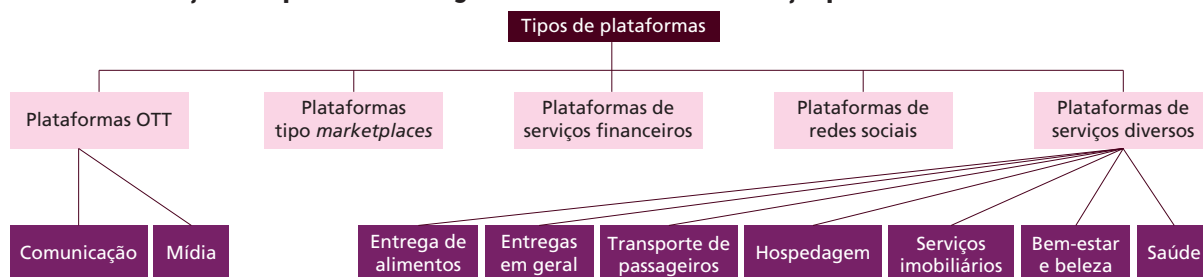 Tipos de plataformas
Plataformas OTT
Plataformas
tipo marketplaces
Plataformas de
serviços financeiros
Plataformas de
redes sociais
Plataformas de
serviços diversos
Comunicação
Mídia
Entrega de
alimentos
Entregas
em geral
Transporte de
passageiros
Hospedagem
Serviços
imobiliários
Bem-estar
e beleza
Saúde